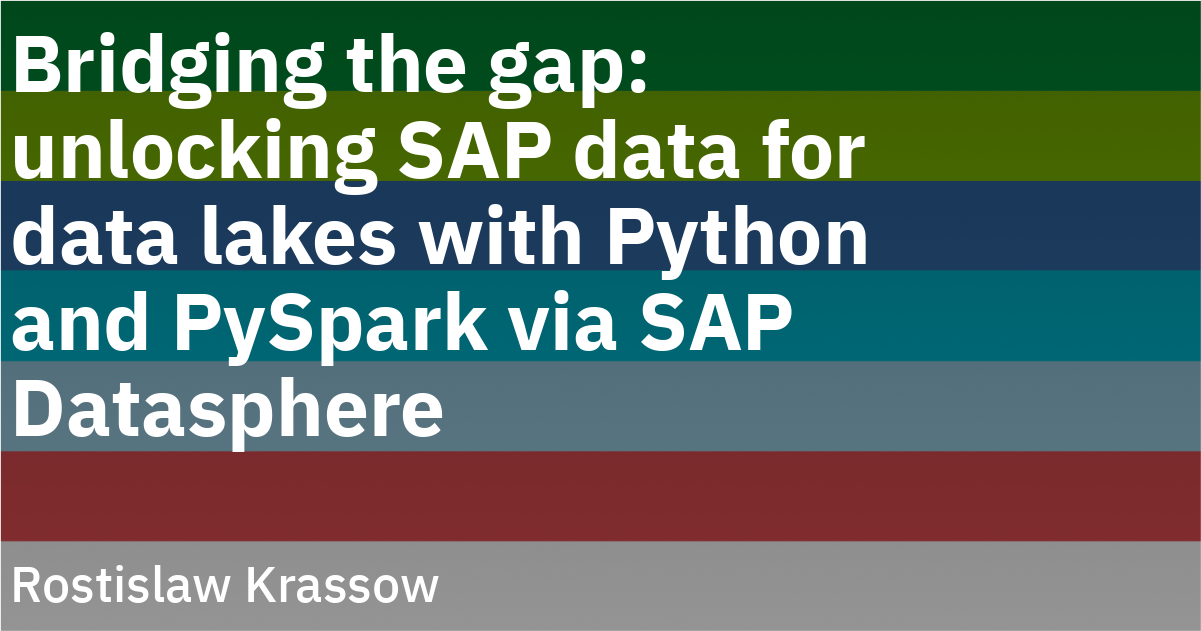 Bridging the gap:
unlocking SAP data for
data lakes with Python
and PySpark via SAP
Datasphere
Rostislaw Krassow